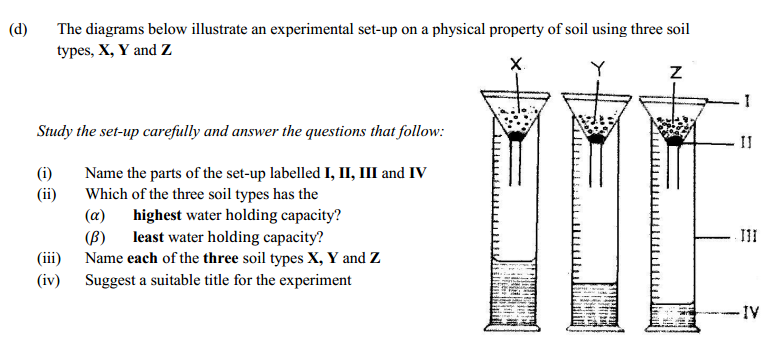 (d) The diagrams below illustrate an experimental set-up on a physical property of soil using three soil
types, X, Y and Z
X Y Z
I
Study the set-up carefully and answer the questions that follow:
II
(i) Name the parts of the set-up labelled I, II, III and IV
(ii) Which of the three soil types has the
(α) highest water holding capacity?
(β) least water holding capacity?
III
(iii) Name each of the three soil types X, Y and Z
(iv) Suggest a suitable title for the experiment
IV